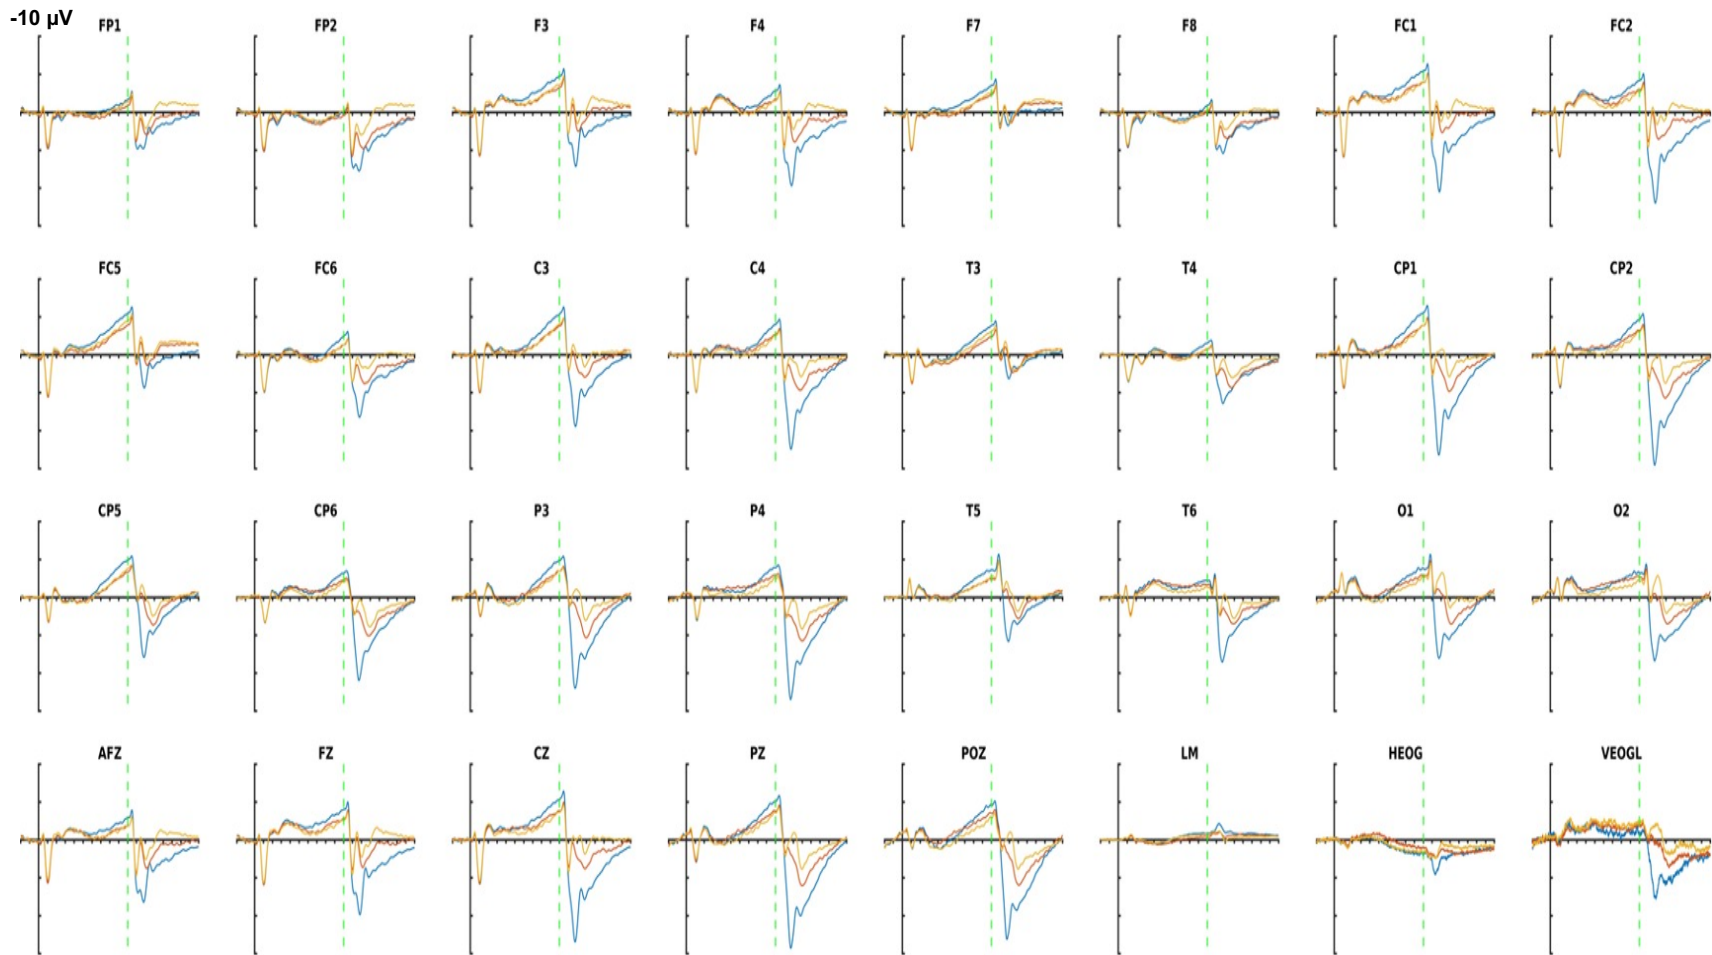 -10 µV
FP1 FP2 F3 F4 F7 F8 FC1 FC2
FC5 FC6 C3 C4 T3 T4 CP1 CP2
CP5 CP6 P3 P4 T5 T6 O1 O2
AFZ FZ CZ PZ POZ LM HEOG VEOGL